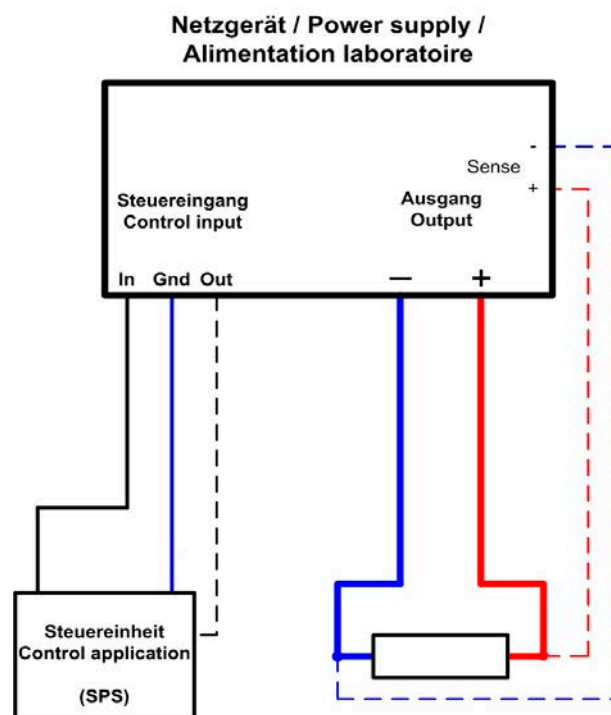 Netzgerät / Power supply /
Alimentation laboratoire
-
Sense
+
Steuereingang
Control input
Ausgang
Output
In Gnd Out
— +
Steuereinheit
Control application
(SPS)